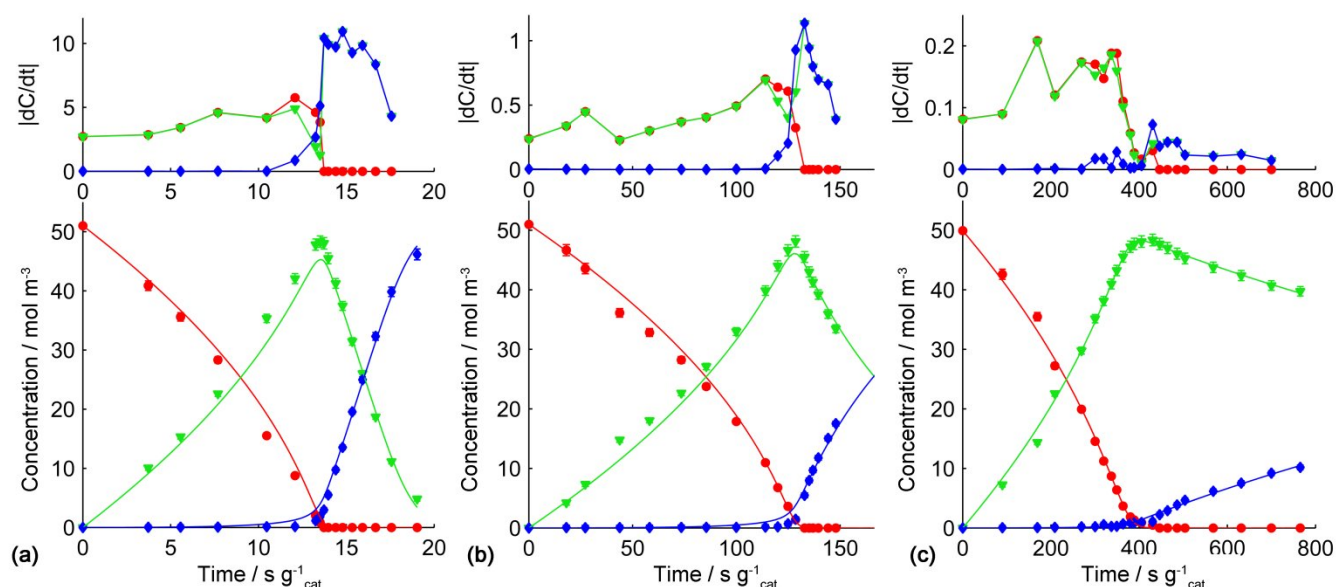 |dC/dt|
10
5
0
0 5 10 15 20
|dC/dt|
1
0.5
0
0 50 100 150
|dC/dt|
0.2
0.1
0
0 200 400 600 800
Concentration / mol m⁻³
50
40
30
20
10
0
0 5 10 15 20
(a) Time / s g⁻¹cat
Concentration / mol m⁻³
50
40
30
20
10
0
0 50 100 150
(b) Time / s g⁻¹cat
Concentration / mol m⁻³
50
40
30
20
10
0
0 200 400 600 800
(c) Time / s g⁻¹cat